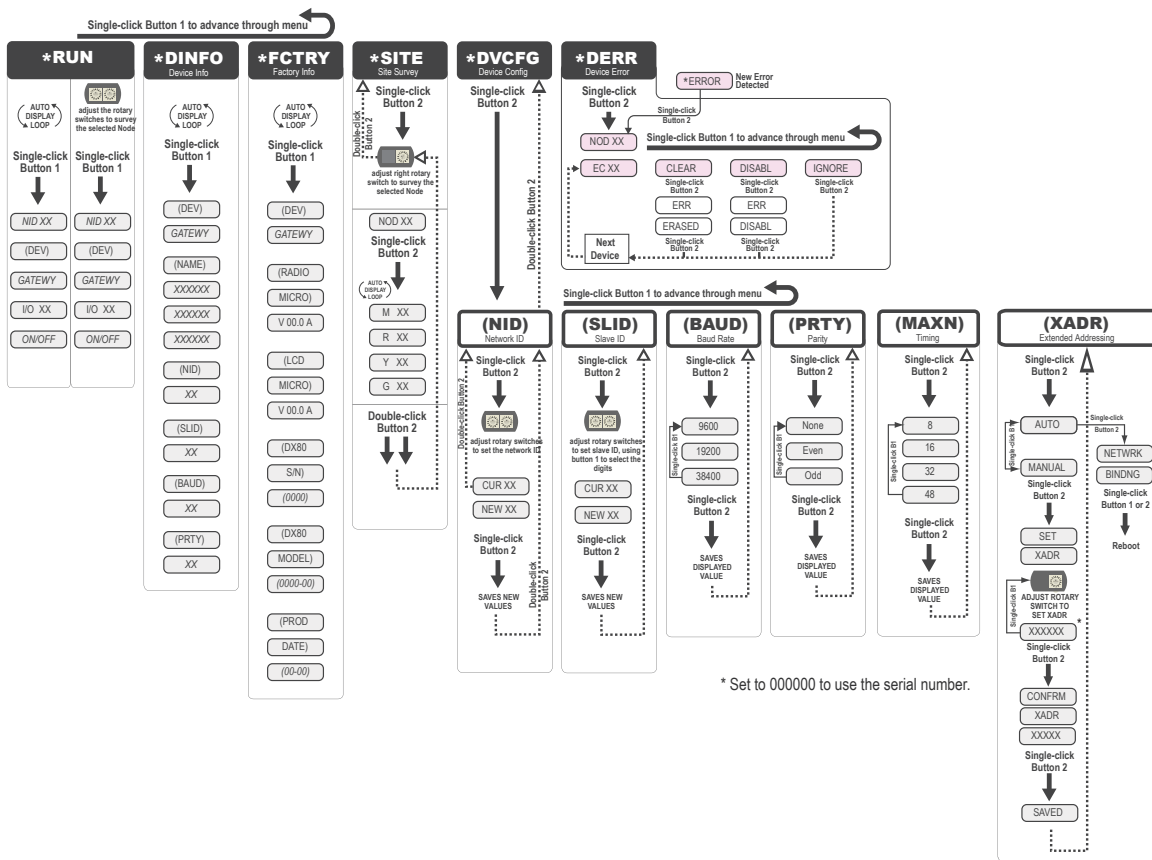 Single-click Button 1 to advance through menu
*RUN
AUTO
DISPLAY
LOOP
Single-click
Button 1
NID XX
(DEV)
GATEWY
I/O XX
ON/OFF
adjust the rotary
switches to survey
the selected Node
Single-click
Button 1
NID XX
(DEV)
GATEWY
I/O XX
ON/OFF
*DINFO
Device Info
AUTO
DISPLAY
LOOP
Single-click
Button 1
(DEV)
GATEWY
(NAME)
XXXXXX
XXXXXX
XXXXXX
(NID)
XX
(SLID)
XX
(BAUD)
XX
(PRTY)
XX
*FCTRY
Factory Info
AUTO
DISPLAY
LOOP
Single-click
Button 1
(DEV)
GATEWY
(RADIO
MICRO)
V 00.0 A
(LCD
MICRO)
V 00.0 A
(DX80
S/N)
(0000)
(DX80
MODEL)
(0000-00)
(PROD
DATE)
(00-00)
*SITE
Site Survey
Single-click
Button 2
Double-click
Button 2
adjust right rotary
switch to survey the
selected Node
NOD XX
Single-click
Button 2
AUTO
DISPLAY
LOOP
M XX
R XX
Y XX
G XX
Double-click
Button 2
*DVCFG
Device Config
Single-click
Button 2
Double-click Button 2
*DERR
Device Error
Single-click
Button 2
*ERROR
New Error
Detected
Single-click
Button 2
NOD XX
Single-click Button 1 to advance through menu
EC XX
CLEAR
Single-click
Button 2
ERR
ERASED
Single-click
Button 2
DISABL
Single-click
Button 2
ERR
DISABL
Single-click
Button 2
IGNORE
Single-click
Button 2
Next
Device
Single-click Button 1 to advance through menu
(NID)
Network ID
Single-click
Button 2
Double-click Button 2
adjust rotary switches
to set the network ID
CUR XX
NEW XX
Single-click
Button 2
SAVES NEW
VALUES
Double-click
Button 2
(SLID)
Slave ID
Single-click
Button 2
adjust rotary switches
to set slave ID, using
button 1 to select the
digits
CUR XX
NEW XX
Single-click
Button 2
SAVES NEW
VALUES
(BAUD)
Baud Rate
Single-click
Button 2
Single-click B1
9600
19200
38400
Single-click
Button 2
SAVES
DISPLAYED
VALUE
(PRTY)
Parity
Single-click
Button 2
Single-click B1
None
Even
Odd
Single-click
Button 2
SAVES
DISPLAYED
VALUE
(MAXN)
Timing
Single-click
Button 2
Single-click B1
8
16
32
48
Single-click
Button 2
SAVES
DISPLAYED
VALUE
(XADR)
Extended Addressing
Single-click
Button 2
Single-click B1
AUTO
Single-click
Button 2
NETWRK
BINDNG
Single-click
Button 1 or 2
Reboot
MANUAL
Single-click
Button 2
SET
XADR
Single-click B1
ADJUST ROTARY
SWITCH TO
SET XADR
XXXXXX *
Single-click
Button 2
CONFRM
XADR
XXXXX
Single-click
Button 2
SAVED
* Set to 000000 to use the serial number.